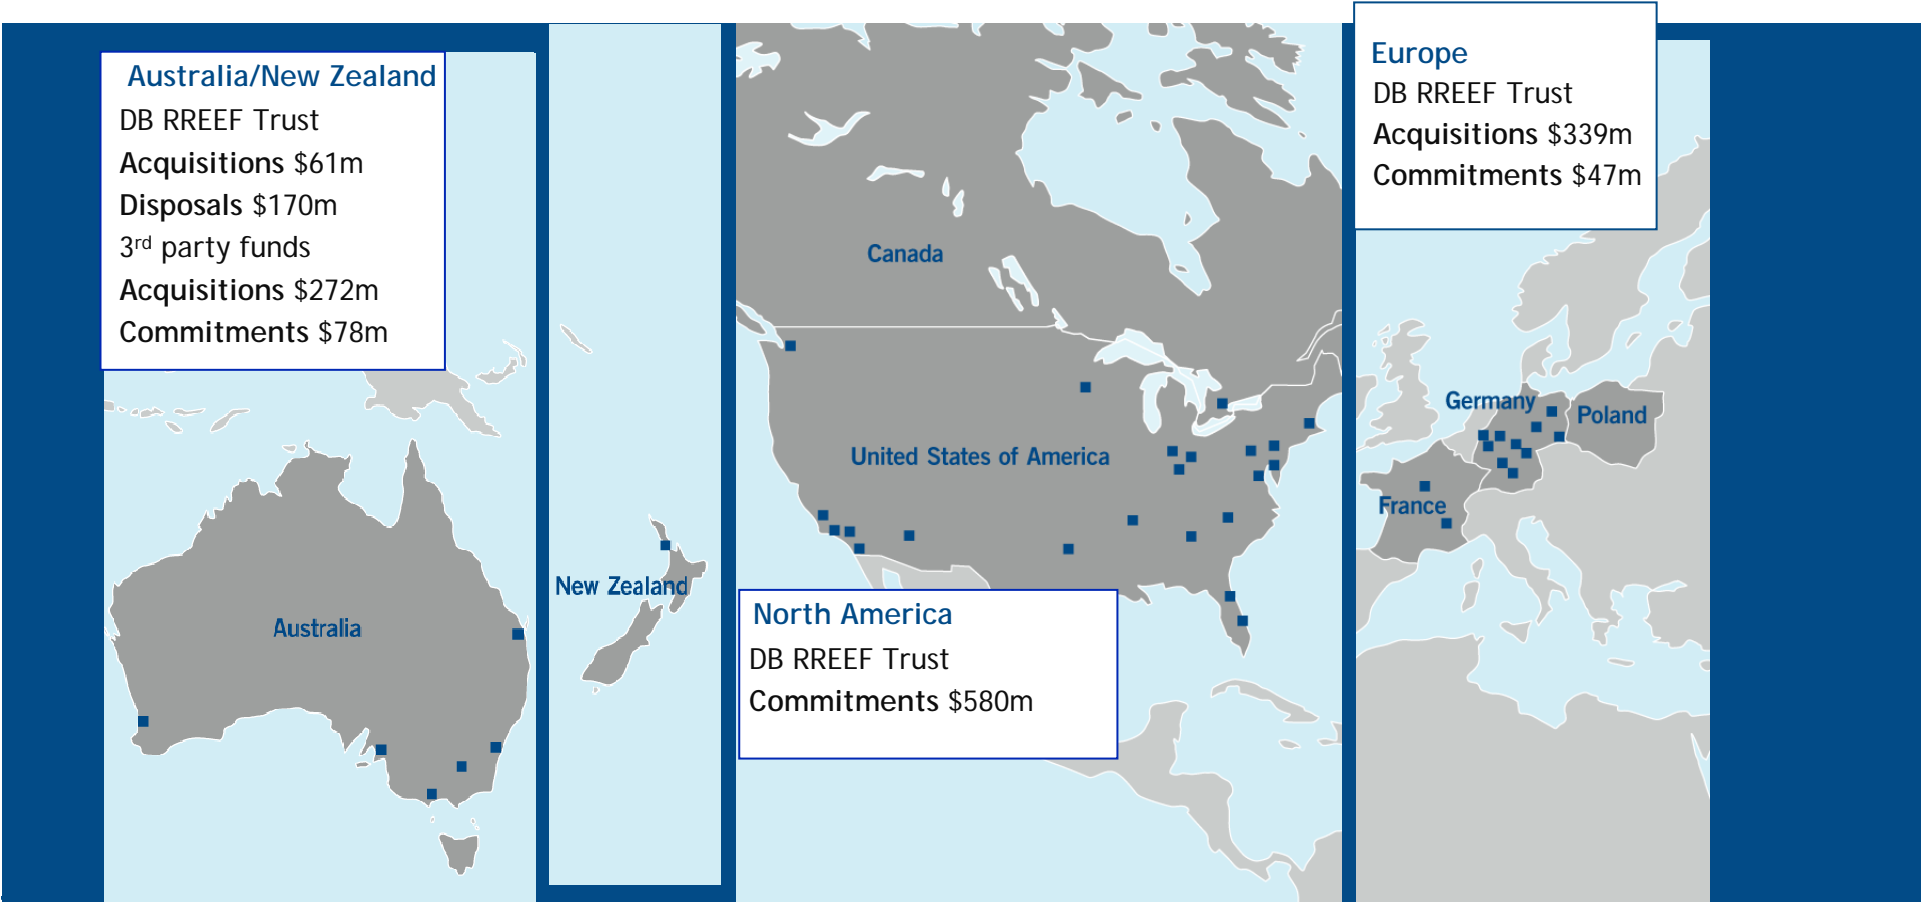 Australia/New Zealand
DB RREEF Trust
Acquisitions $61m
Disposals $170m
3rd party funds
Acquisitions $272m
Commitments $78m
Australia
New Zealand
Canada
United States of America
North America
DB RREEF Trust
Commitments $580m
Europe
DB RREEF Trust
Acquisitions $339m
Commitments $47m
Germany
Poland
France